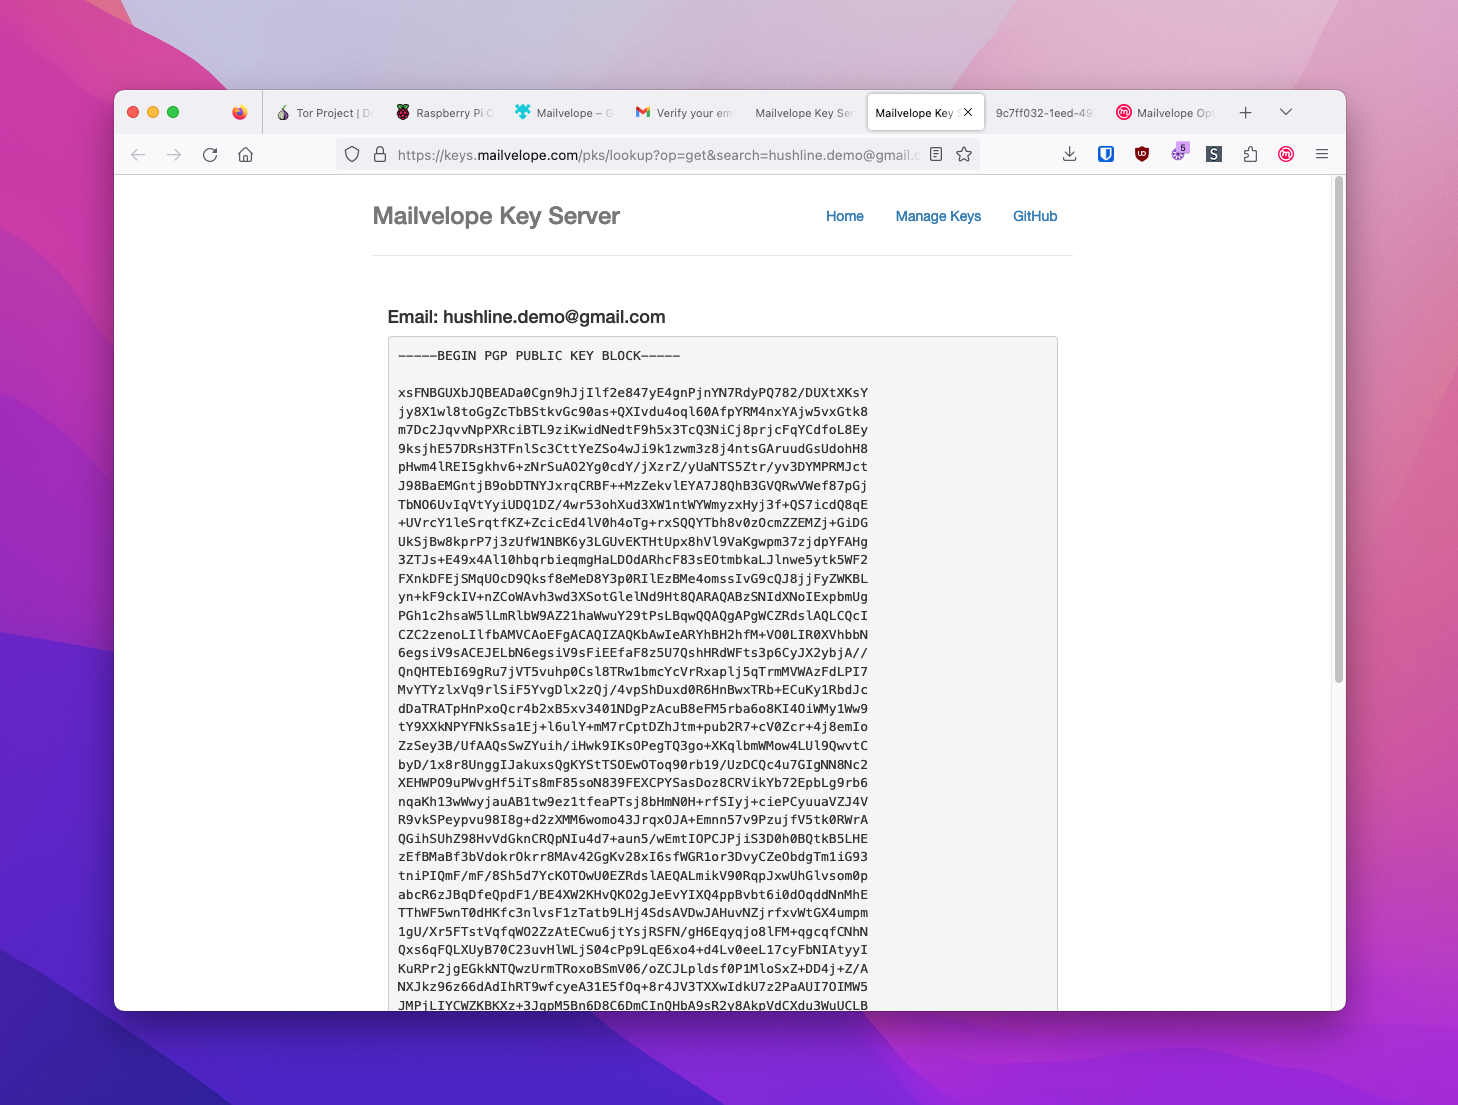 Tor Project | D
Raspberry Pi O
Mailvelope – G
Verify your em
Mailvelope Key Ser
Mailvelope Key S
9c7ff032-1eed-49
Mailvelope Opt
https://keys.mailvelope.com/pks/lookup?op=get&search=hushline.demo@gmail.c
5
S
Mailvelope Key Server
Home
Manage Keys
GitHub
Email: hushline.demo@gmail.com
-----BEGIN PGP PUBLIC KEY BLOCK-----
xsFNBGUXbJQBEADa0Cgn9hJjIlf2e847yE4gnPjnYN7RdyPQ782/DUXtXKsY
jy8X1wl8toGgZcTbBStkvGc90as+QXIvdu4oql60AfpYRM4nxYAjw5vxGtk8
m7Dc2JqvvNpPXRciBTL9ziKwidNedtF9h5x3TcQ3NiCj8prjcFqYCdfoL8Ey
9ksjhE57DRsH3TFnlSc3CttYeZSo4wJi9k1zwm3z8j4ntsGAruudGsUdohH8
pHwm4lREI5gkhv6+zNrSuAO2Yg0cdY/jXzrZ/yUaNTS5Ztr/yv3DYMPRMJct
J98BaEMGntjB9obDTNYJxrqCRBF++MzZekvlEYA7J8QhB3GVQRwVWef87pGj
TbNO6UvIqVtYyiUDQ1DZ/4wr53ohXud3XW1ntWYWmyzxHyj3f+QS7icdQ8qE
+UVrcY1leSrqtfKZ+ZcicEd4lV0h4oTg+rxSQQYTbh8v0zOcmZZEMZj+GiDG
UkSjBw8kprP7j3zUfW1NBK6y3LGUvEKTHtUpx8hVl9VaKgwpm37zjdpYFAHg
3ZTJs+E49x4Al10hbqrbieqmgHaLDOdARhcF83sEOtmbkaLJlnwe5ytk5WF2
FXnkDFEjSMqUOcD9Qksf8eMeD8Y3p0RIlEzBMe4omssIvG9cQJ8jjFyZWKBL
yn+kF9ckIV+nZCoWAvh3wd3XSotGlelNd9Ht8QARAQABzSNIdXNoIExpbmUg
PGh1c2hsaW5lLmRlbW9AZ21haWwuY29tPsLBqwQQAQgAPgWCZRdslAQLCQcI
CZC2zenoLIlfbAMVCAoEFgACAQIZAQKbAwIeARYhBH2hfM+VO0LIR0XVhbbN
6egsiV9sACEJELbN6egsiV9sFiEEfaF8z5U7QshHRdWFts3p6CyJX2ybjA//
QnQHTEbI69gRu7jVT5vuhp0Csl8TRw1bmcYcVrRxaplj5qTrmMVWAzFdLPI7
MvYTYzlxVq9rlSiF5YvgDlx2zQj/4vpShDuxd0R6HnBwxTRb+ECuKy1RbdJc
dDaTRATpHnPxoQcr4b2xB5xv3401NDgPzAcuB8eFM5rba6o8KI4OiWMy1Ww9
tY9XXkNPYFNkSsa1Ej+l6ulY+mM7rCptDZhJtm+pub2R7+cV0Zcr+4j8emIo
ZzSey3B/UfAAQsSwZYuih/iHwk9IKsOPegTQ3go+XKqlbmWMow4LUl9QwvtC
byD/1x8r8UnggIJakuxsQgKYStTSOEwOToq90rb19/UzDCQc4u7GIgNN8Nc2
XEHWPO9uPWvgHf5iTs8mF85soN839FEXCPYSasDoz8CRVikYb72EpbLg9rb6
nqaKh13wWwyjauAB1tw9ez1tfeaPTsj8bHmN0H+rfSIyj+ciePCyuuaVZJ4V
R9vkSPeypvu98I8g+d2zXMM6womo43JrqxOJA+Emnn57v9PzujfV5tk0RWrA
QGihSUhZ98HvVdGknCRQpNIu4d7+aun5/wEmtIOPCJPjiS3D0h0BQtkB5LHE
zEfBMaBf3bVdokrOkrr8MAv42GgKv28xI6sfWGR1or3DvyCZeObdgTm1iG93
tniPIQmF/mF/8Sh5d7YcKOTOwU0EZRdslAEQALmikV90RqpJxwUhGlvsom0p
abcR6zJBqDfeQpdF1/BE4XW2KHvQKO2gJeEvYIXQ4ppBvbt6i0dOqddNnMhE
TThWF5wnT0dHKfc3nlvsF1zTatb9LHj4SdsAVDwJAHuvNZjrfxvWtGX4umpm
1gU/Xr5FTstVqfqWO2ZzAtECwu6jtYsjRSFN/gH6Eqyqjo8lFM+qgcqfCNhN
Qxs6qFQLXUyB70C23uvHlWLjS04cPp9LqE6xo4+d4Lv0eeL17cyFbNIAtyyI
KuRPr2jgEGkkNTQwzUrmTRoxoBSmV06/oZCJLpldsf0P1MloSxZ+DD4j+Z/A
NXJkz96z66dAdIhRT9wfcyeA31E5fOq+8r4JV3TXXwIdkU7z2PaAUI7OIMW5
JMPjLIYCWZKBKXz+3JgpM5Bn6D8C6DmCInQHbA9sR2y8AkpVdCXdu3WuUCLB